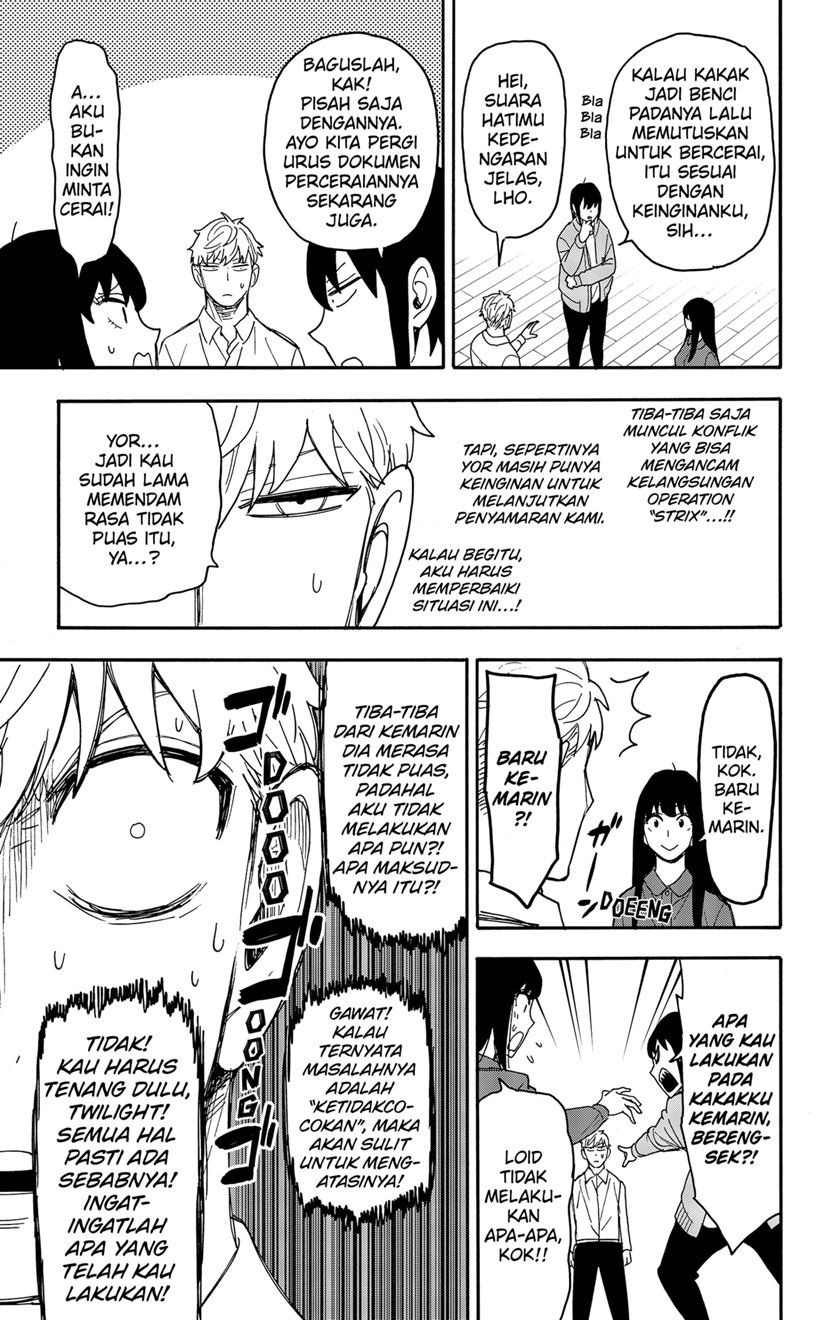 KALAU KAKAK
JADI BENCI
PADANYA LALU
MEMUTUSKAN
UNTUK BERCERAI,
ITU SESUAI
DENGAN
KEINGINANKU,
SIH...
Bla
Bla
Bla
HEI,
SUARA
HATIMU
KEDE-
NGARAN
JELAS,
LHO.
BAGUSLAH,
KAK!
PISAH SAJA
DENGANNYA.
AYO KITA PERGI
URUS DOKUMEN
PERCERAIANNYA
SEKARANG
JUGA.
A...
AKU
BU-
KAN
INGIN
MINTA
CERAI!
TIBA-TIBA SAJA
MUNCUL KONFLIK
YANG BISA
MENGANCAM
KELANGSUNGAN
OPERATION
"STRIX"...!!
TAPI, SEPERTINYA
YOR MASIH PUNYA
KEINGINAN UNTUK
MELANJUTKAN
PENYAMARAN KAMI.
KALAU BEGITU,
AKU HARUS
MEMPERBAIKI
SITUASI INI...!
YOR...
JADI KAU
SUDAH LAMA
MEMENDAM
RASA TIDAK
PUAS ITU,
YA...?
TIDAK,
KOK.
BARU
KE-
MARIN.
BARU
KE-
MARIN
?!
ガーン
DOEENG
APA
YANG KAU
LAKUKAN
PADA
KAKAKKU
KEMARIN,
BERENG-
SEK?!
LOID
TIDAK
MELAKU-
KAN
APA-APA,
KOK!!
TIBA-TIBA
DARI KEMARIN
DIA MERASA
TIDAK PUAS,
PADAHAL
AKU TIDAK
MELAKUKAN
APA PUN?!
APA MAKSUD-
NYA ITU?!
GAWAT!
KALAU
TERNYATA
MASALAHNYA
ADALAH
"KETIDAKCO-
COKAN", MAKA
AKAN SULIT
UNTUK MENG-
ATASINYA!
ゴゴゴ
DOOOOOONG
TIDAK!
KAU HARUS
TENANG DULU,
TWILIGHT!
SEMUA HAL
PASTI ADA
SEBABNYA!
INGAT-
INGATLAH
APA YANG
TELAH KAU
LAKUKAN!